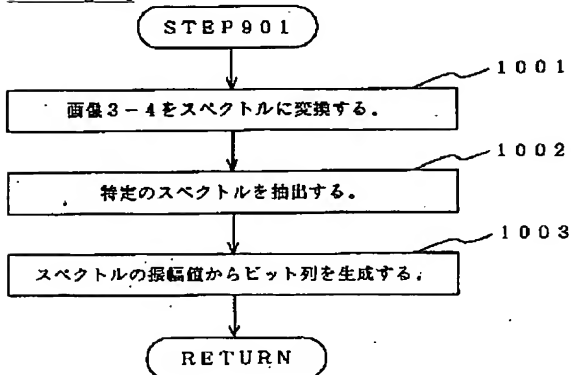 STEP901
1001
画像3-4をスペクトルに変換する。
1002
特定のスペクトルを抽出する。
1003
スペクトルの振幅値からビット列を生成する。
RETURN